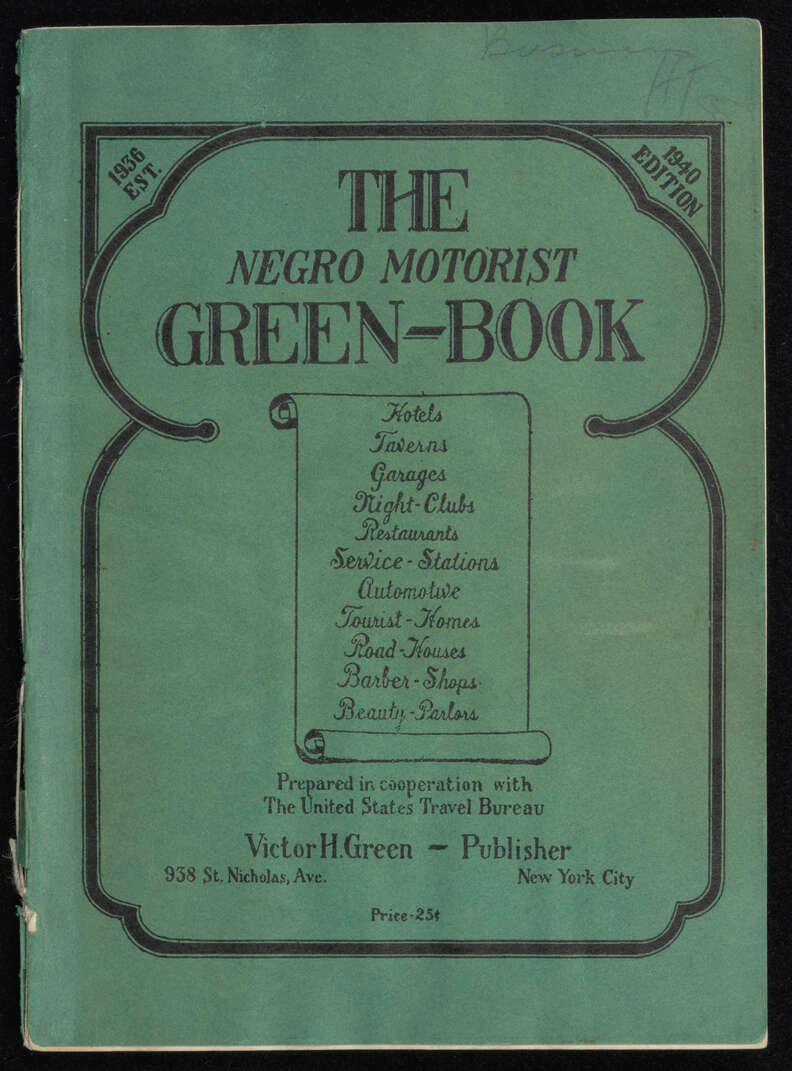 1936
EST.
1940
EDITION
THE
NEGRO MOTORIST
GREEN-BOOK
Hotels
Taverns
Garages
Night-Clubs
Restaurants
Service-Stations
Automotive
Tourist-Homes
Road-Houses
Barber-Shops
Beauty-Parlors
Prepared in cooperation with
The United States Travel Bureau
Victor H. Green - Publisher
938 St. Nicholas, Ave. New York City
Price-25¢